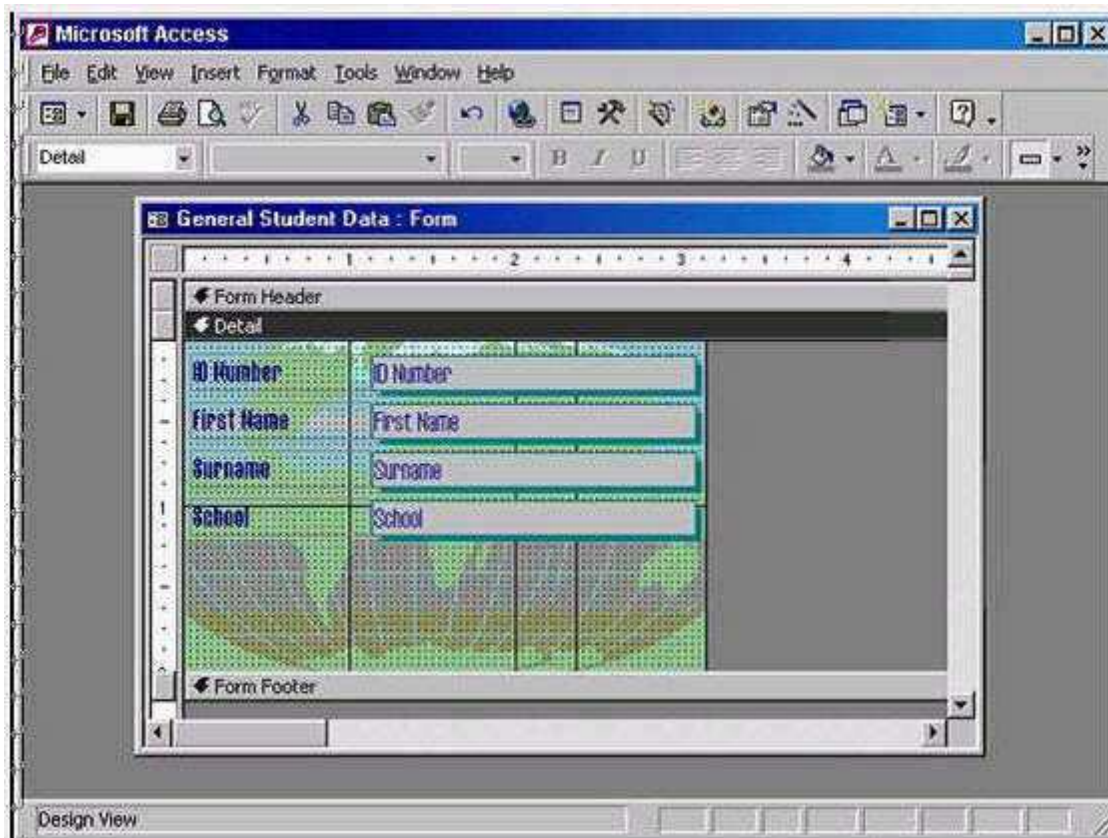 Microsoft Access
File Edit View Insert Format Tools Window Help
Detail B I U
General Student Data : Form
1 2 3 4
Form Header
Detail
ID Number ID Number
First Name First Name
Surname Surname
1
School School
Form Footer
Design View